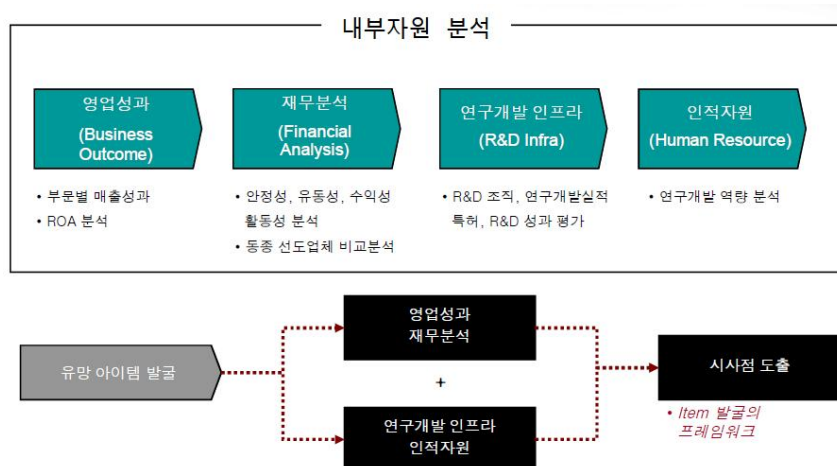 내부자원 분석
영업성과
(Business
Outcome)
• 부문별 매출성과
• ROA 분석
재무분석
(Financial
Analysis)
• 안정성, 유동성, 수익성
활동성 분석
• 동종 선도업체 비교분석
연구개발 인프라
(R&D Infra)
• R&D 조직, 연구개발실적
특허, R&D 성과 평가
인적자원
(Human Resource)
• 연구개발 역량 분석
유망 아이템 발굴
영업성과
재무분석
+
연구개발 인프라
인적자원
시사점 도출
• Item 발굴의
프레임워크